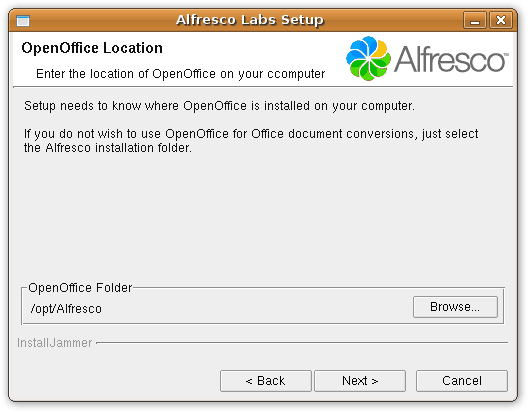 Alfresco Labs Setup
OpenOffice Location
Enter the location of OpenOffice on your ccomputer
Alfresco™
Setup needs to know where OpenOffice is installed on your computer.
If you do not wish to use OpenOffice for Office document conversions, just select
the Alfresco installation folder.
OpenOffice Folder
/opt/Alfresco
Browse...
InstallJammer
< Back
Next >
Cancel